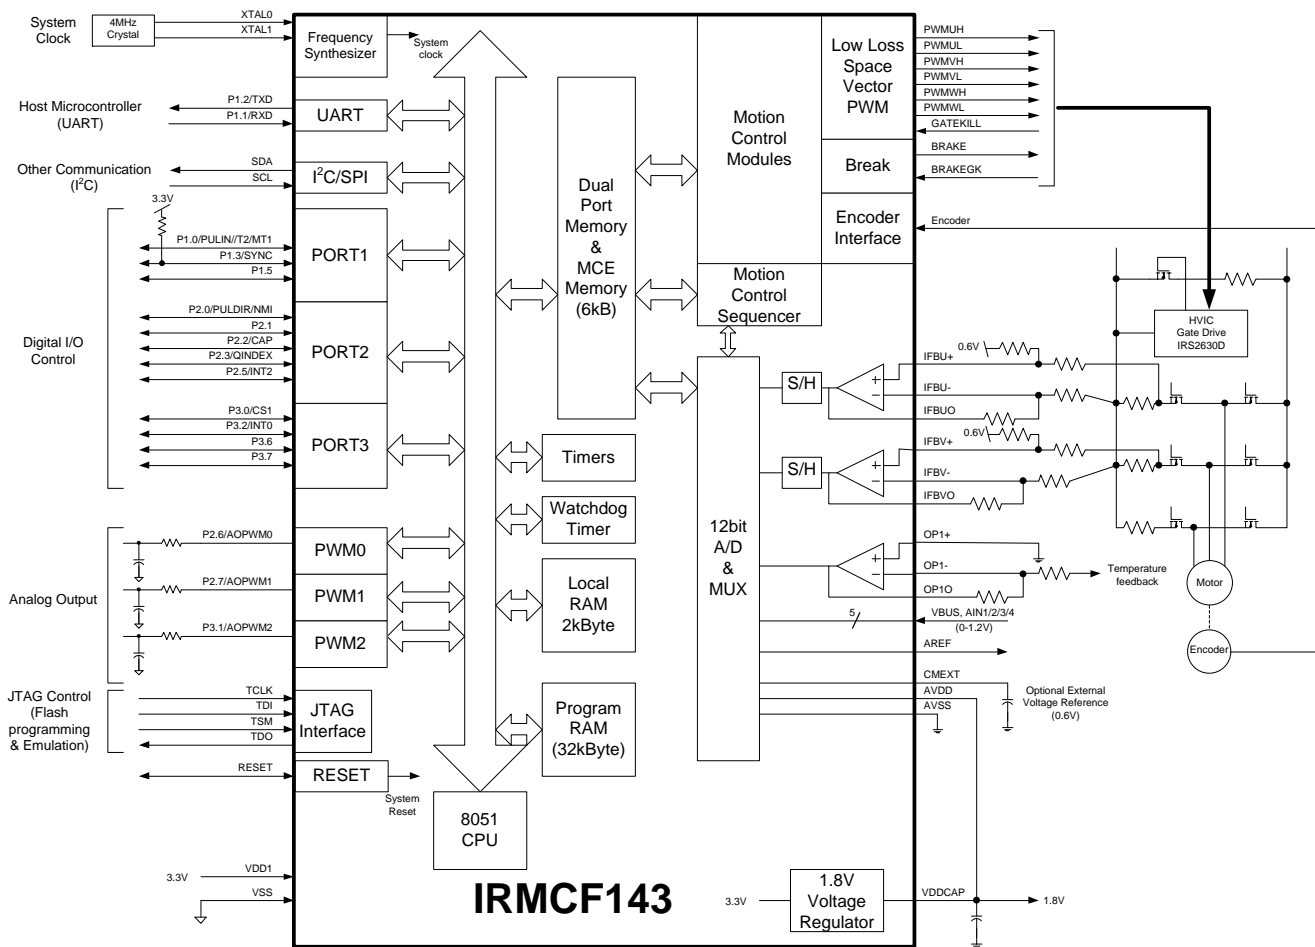 System
Clock
4MHz
Crystal
XTAL0
XTAL1
Frequency
Synthesizer
System
clock
Host Microcontroller
(UART)
P1.2/TXD
P1.1/RXD
UART
Other Communication
(I²C)
SDA
SCL
I²C/SPI
3.3V
Digital I/O
Control
P1.0/PULIN//T2/MT1
P1.3/SYNC
P1.5
PORT1
P2.0/PULDIR/NMI
P2.1
P2.2/CAP
P2.3/QINDEX
P2.5/INT2
PORT2
P3.0/CS1
P3.2/INT0
P3.6
P3.7
PORT3
Analog Output
P2.6/AOPWM0
PWM0
P2.7/AOPWM1
PWM1
P3.1/AOPWM2
PWM2
JTAG Control
(Flash
programming
& Emulation)
TCLK
TDI
TSM
TDO
JTAG
Interface
RESET
RESET
System
Reset
3.3V
VDD1
VSS
8051
CPU
Dual
Port
Memory
&
MCE
Memory
(6kB)
Timers
Watchdog
Timer
Local
RAM
2kByte
Program
RAM
(32kByte)
Motion
Control
Modules
Motion
Control
Sequencer
12bit
A/D
&
MUX
Low Loss
Space
Vector
PWM
Break
Encoder
Interface
PWMUH
PWMUL
PWMVH
PWMVL
PWMWH
PWMWL
GATEKILL
BRAKE
BRAKEGK
Encoder
HVIC
Gate Drive
IRS2630D
S/H
+
−
IFBU+
IFBU-
IFBUO
0.6V
S/H
+
−
IFBV+
IFBV-
IFBVO
0.6V
+
−
OP1+
OP1-
OP1O
Temperature
feedback
5
VBUS, AIN1/2/3/4
(0-1.2V)
AREF
CMEXT
AVDD
AVSS
Optional External
Voltage Reference
(0.6V)
Motor
Encoder
IRMCF143
3.3V
1.8V
Voltage
Regulator
VDDCAP
1.8V